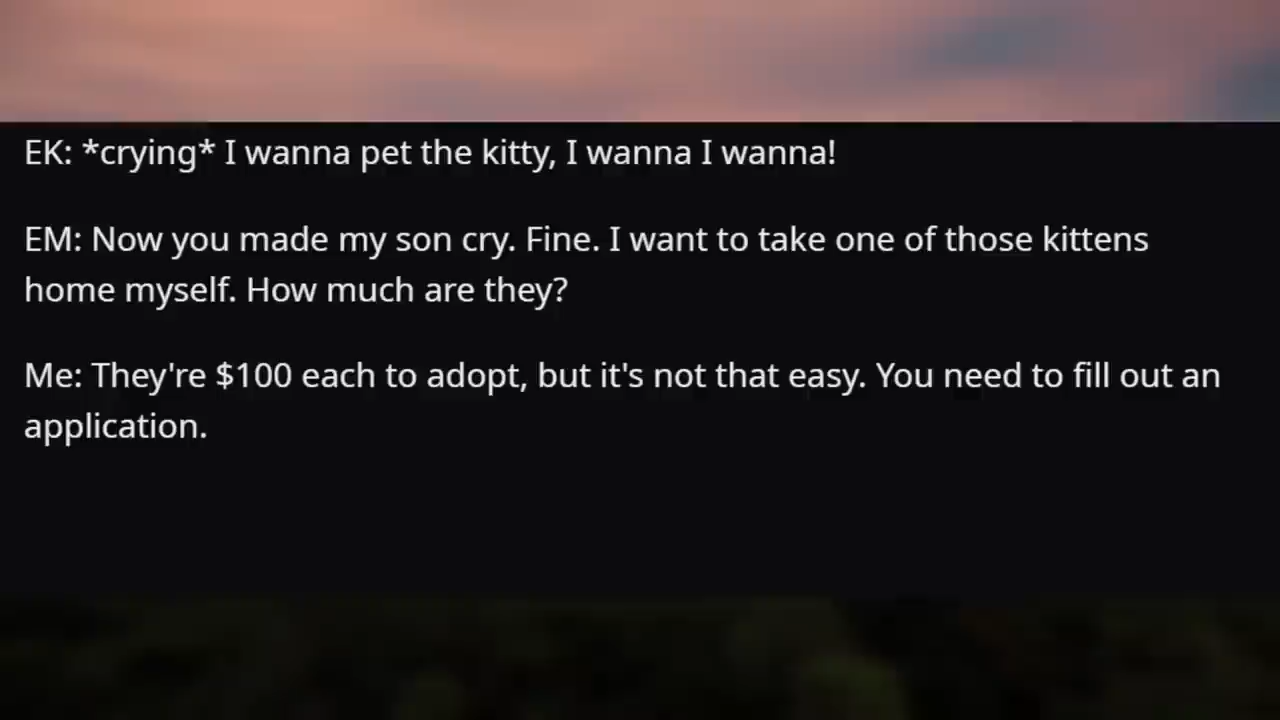 EK: *crying* I wanna pet the kitty, I wanna I wanna!
EM: Now you made my son cry. Fine. I want to take one of those kittens
home myself. How much are they?
Me: They're $100 each to adopt, but it's not that easy. You need to fill out an
application.